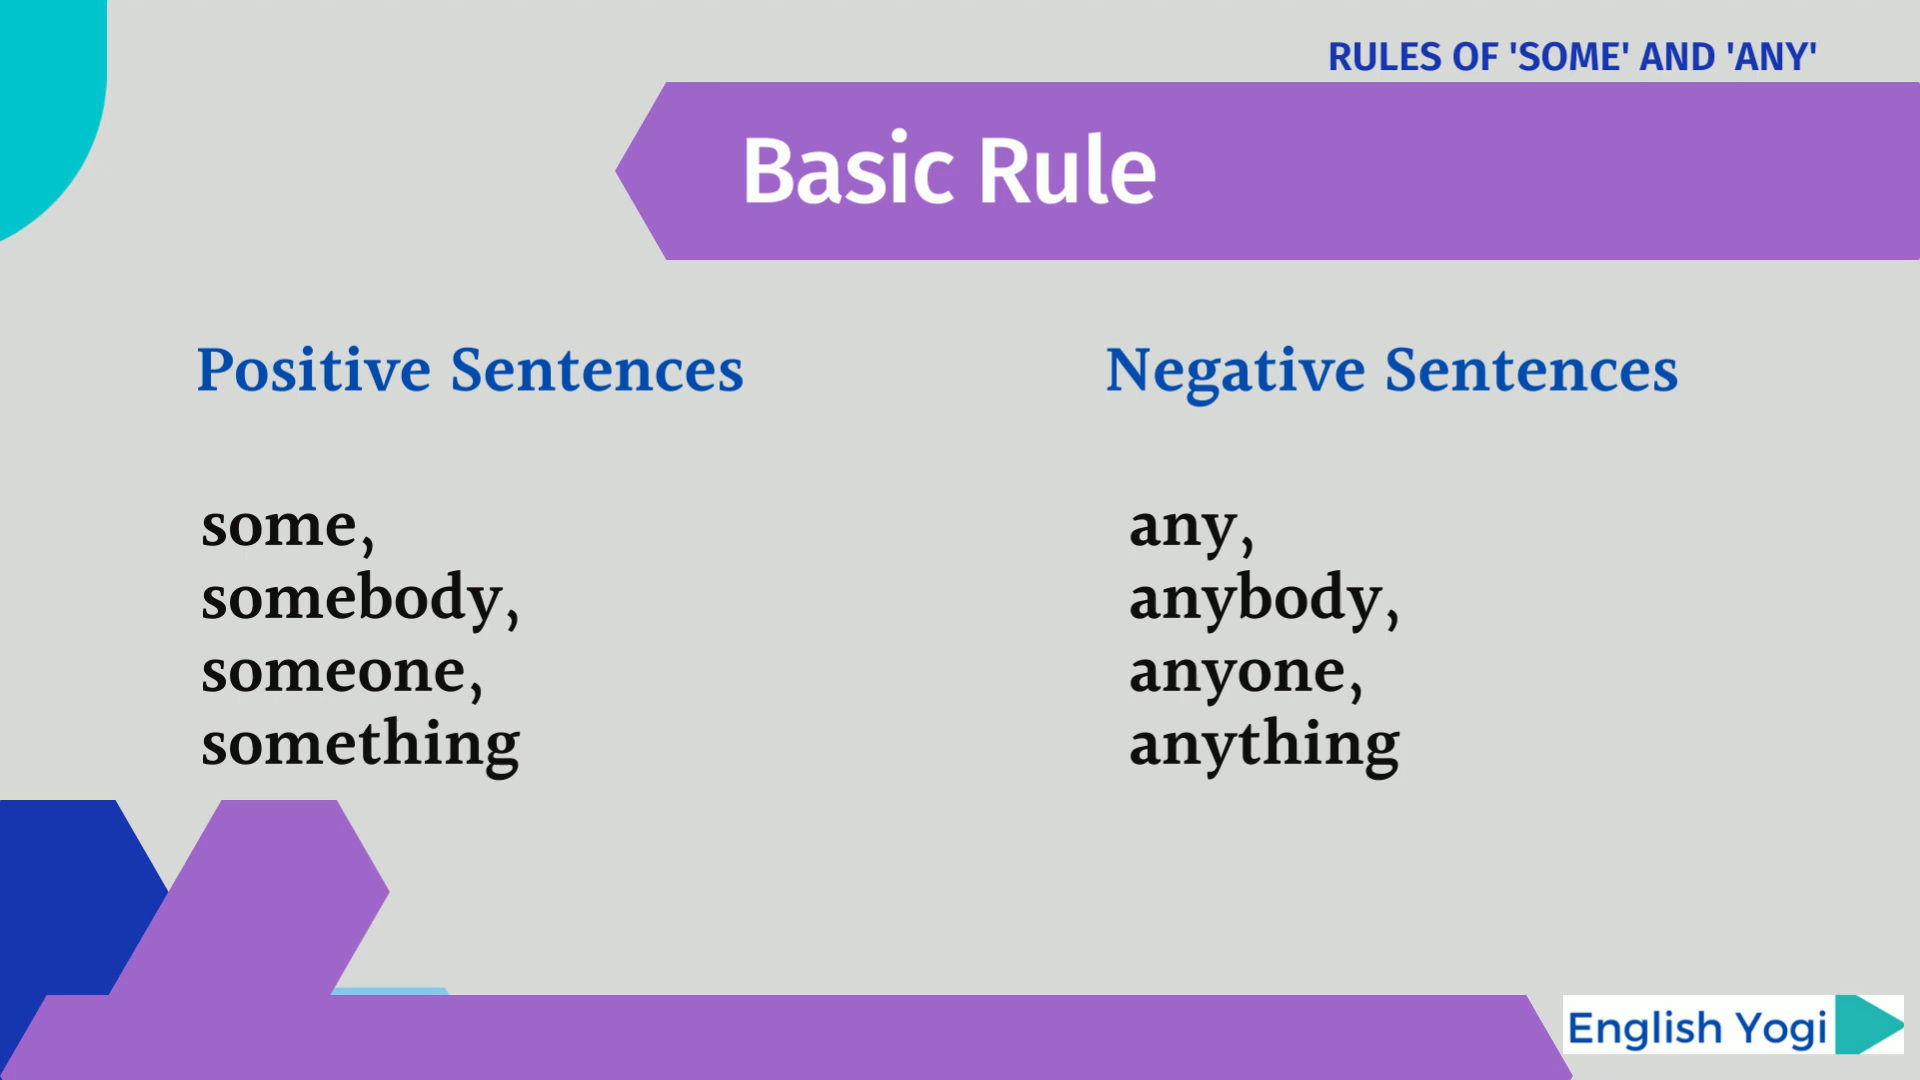 RULES OF 'SOME' AND 'ANY'
Basic Rule
Positive Sentences
some,
somebody,
someone,
something
Negative Sentences
any,
anybody,
anyone,
anything
English Yogi